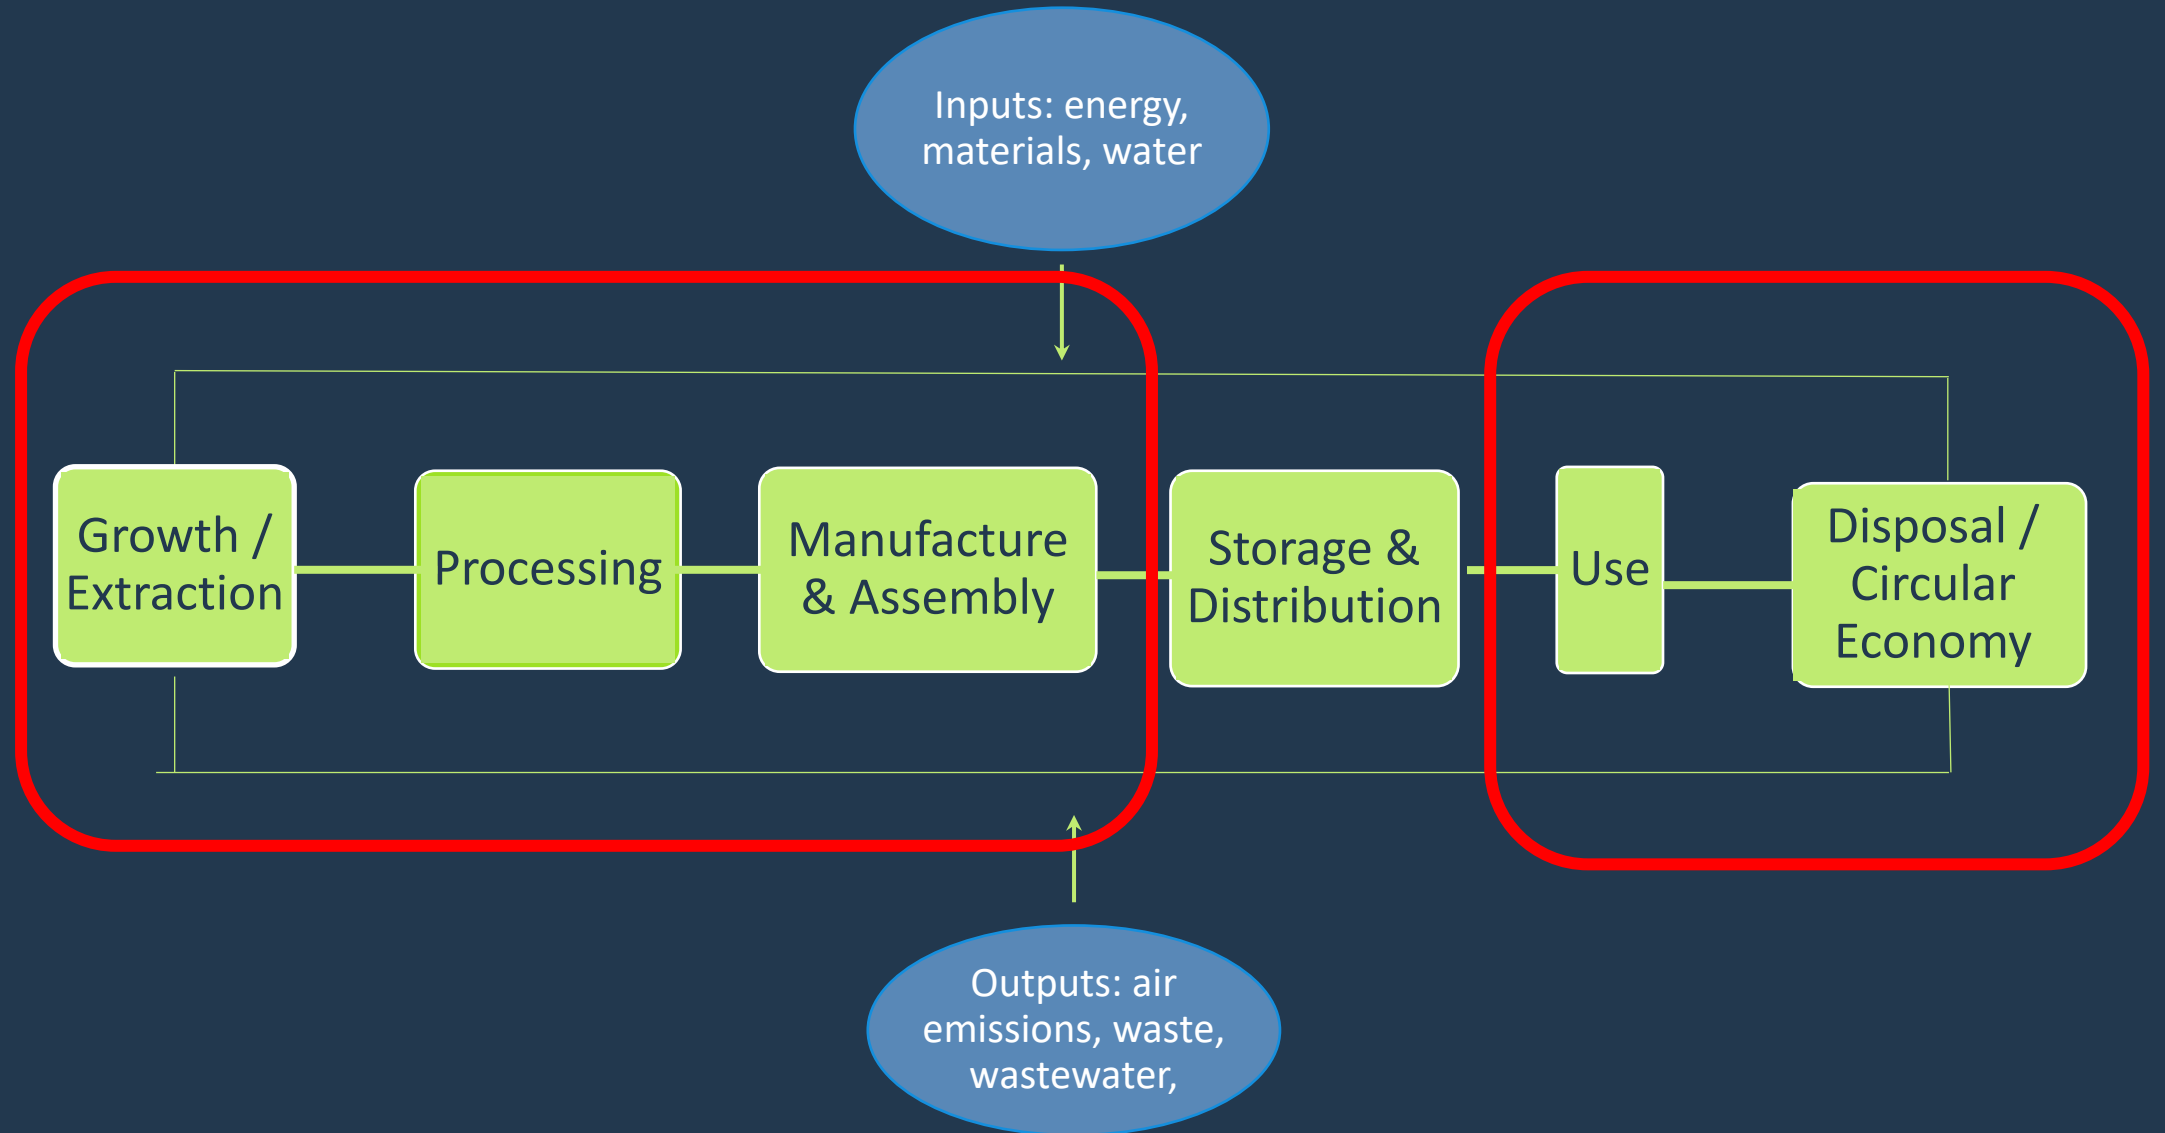 Inputs: energy,
materials, water
Growth /
Extraction
Processing
Manufacture
& Assembly
Storage &
Distribution
Use
Disposal /
Circular
Economy
Outputs: air
emissions, waste,
wastewater,